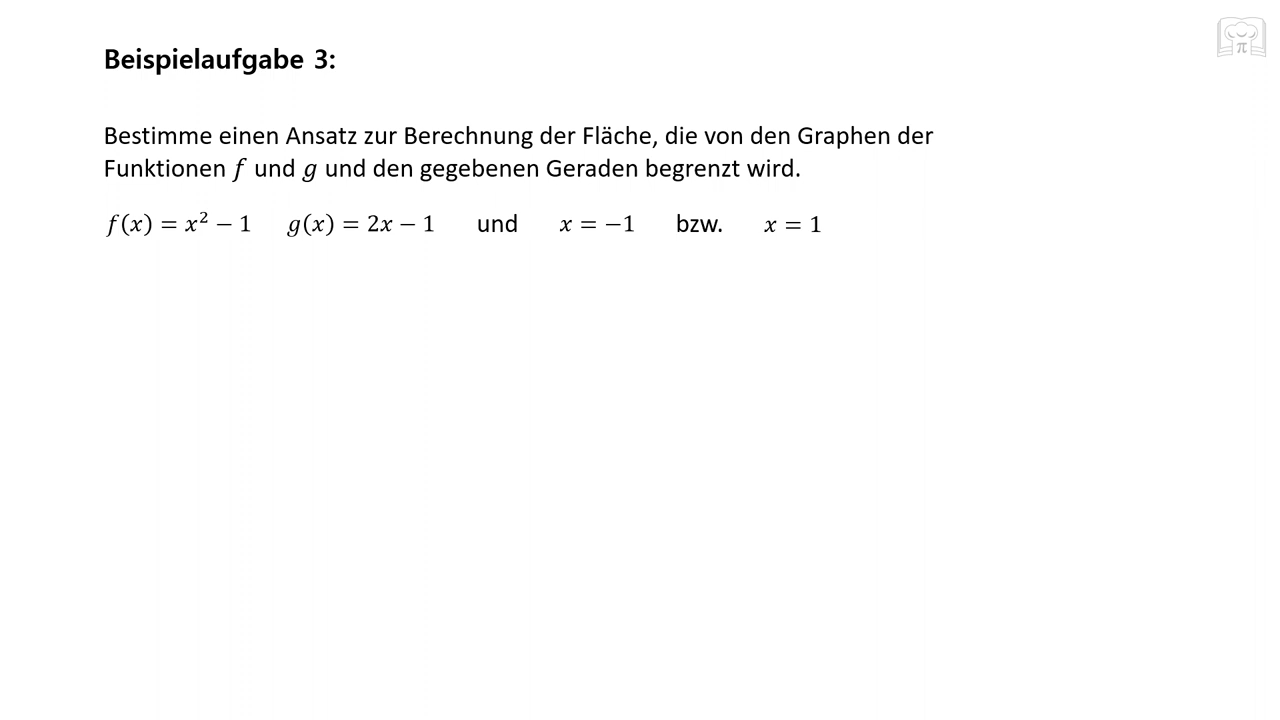 Beispielaufgabe 3:
Bestimme einen Ansatz zur Berechnung der Fläche, die von den Graphen der
Funktionen f und g und den gegebenen Geraden begrenzt wird.
f(x) = x² − 1 g(x) = 2x − 1 und x = −1 bzw. x = 1
π